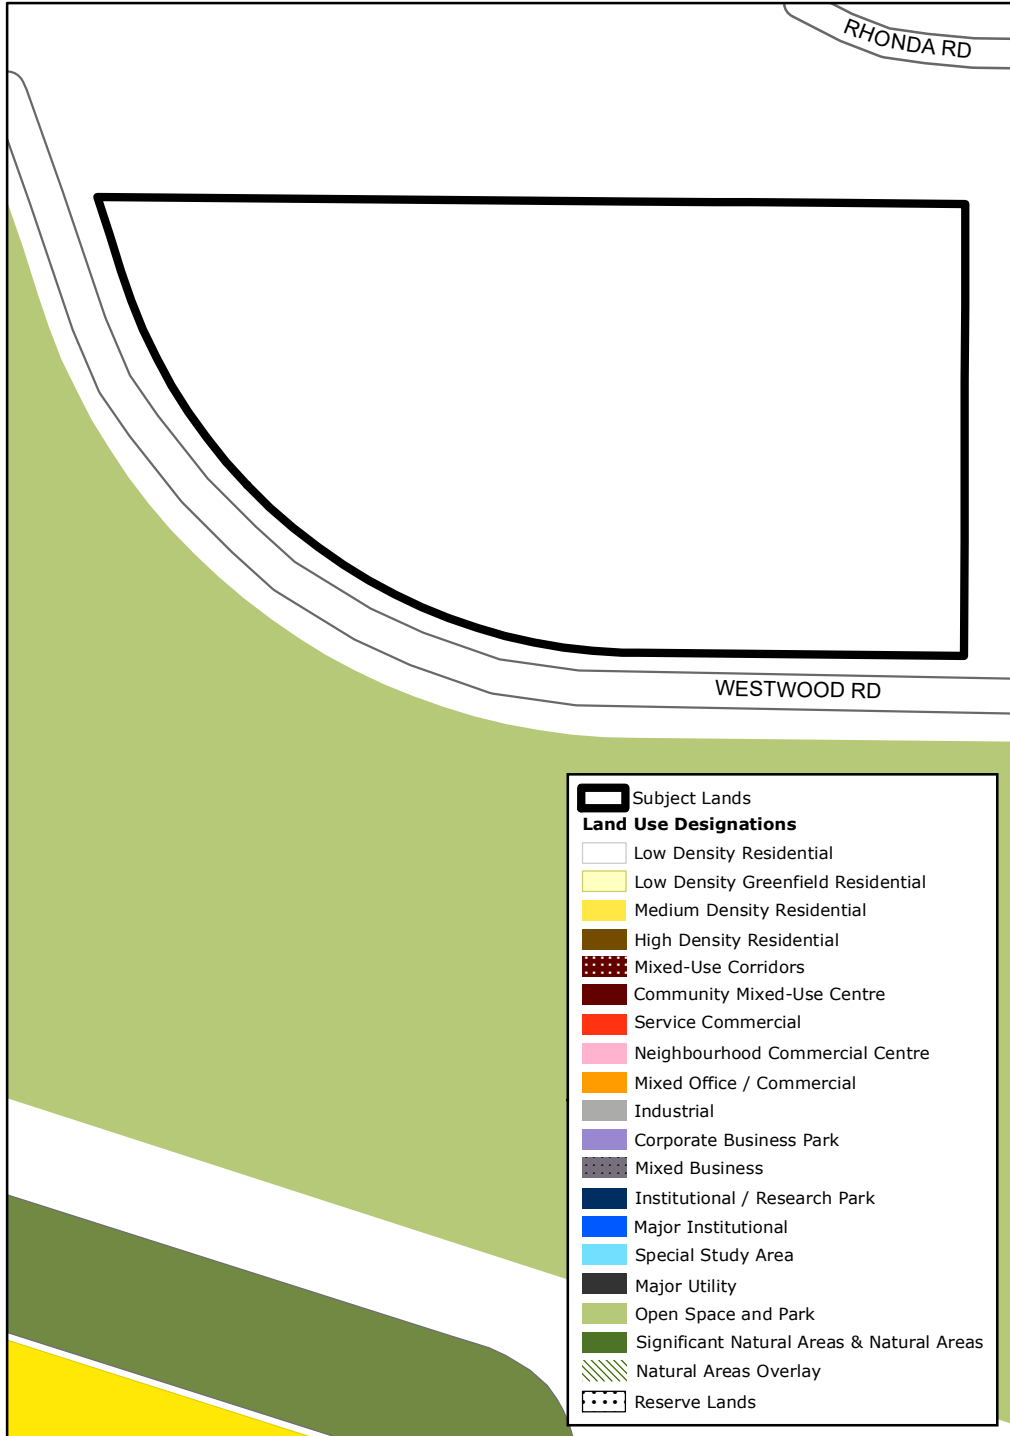 RHONDA RD
WESTWOOD RD
Subject Lands
Land Use Designations
Low Density Residential
Low Density Greenfield Residential
Medium Density Residential
High Density Residential
Mixed-Use Corridors
Community Mixed-Use Centre
Service Commercial
Neighbourhood Commercial Centre
Mixed Office / Commercial
Industrial
Corporate Business Park
Mixed Business
Institutional / Research Park
Major Institutional
Special Study Area
Major Utility
Open Space and Park
Significant Natural Areas & Natural Areas
Natural Areas Overlay
Reserve Lands